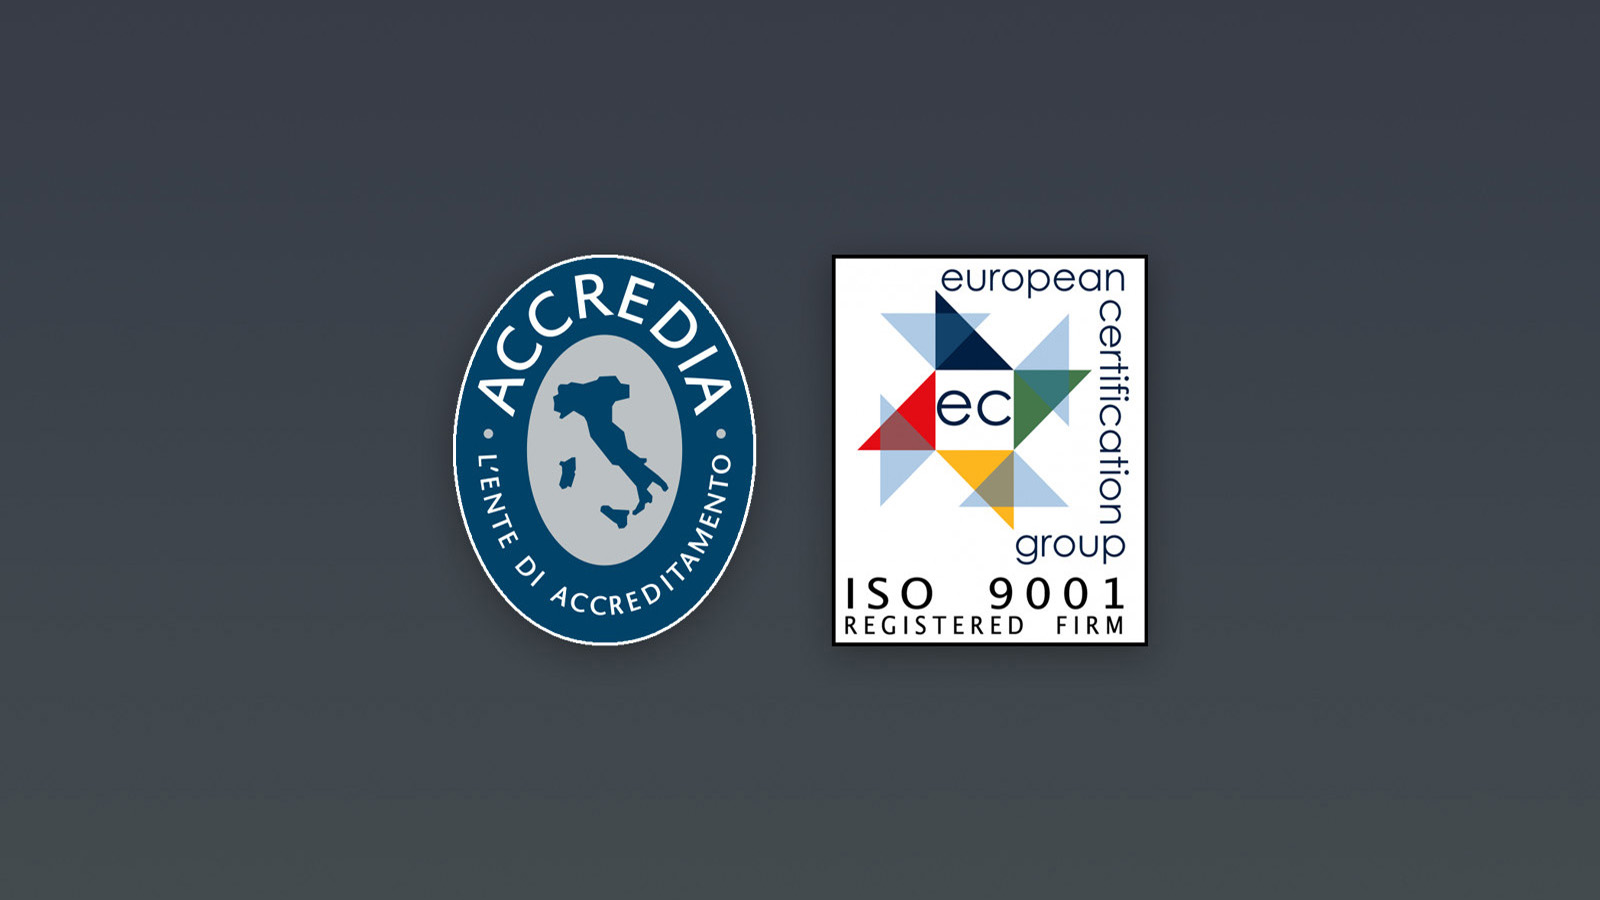 ACCREDIA
L'ENTE DI ACCREDITAMENTO
european
certification
group
ec
ISO 9001
REGISTERED FIRM